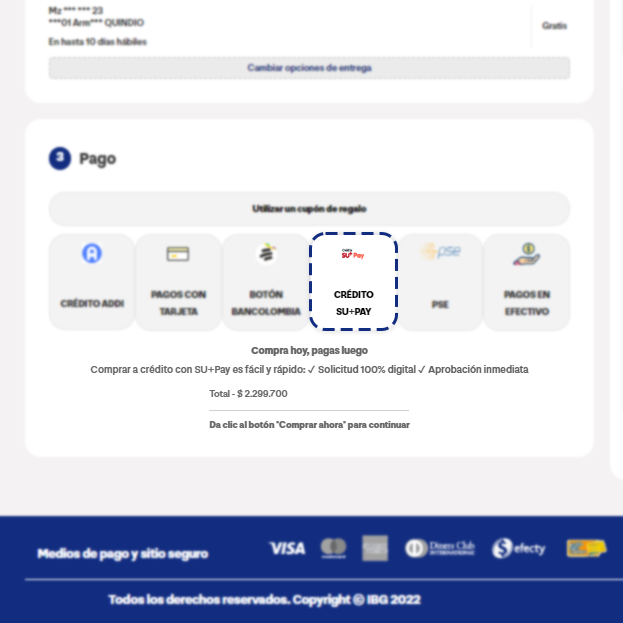 Mz *** *** 23
***01 Arm*** QUINDIO
Gratis
En hasta 10 días hábiles
Cambiar opciones de entrega
3 Pago
Utilizar un cupón de regalo
CRÉDITO ADDI
PAGOS CON
TARJETA
BOTÓN
BANCOLOMBIA
Crédito
SU+ Pay
CRÉDITO
SU+PAY
pse
PSE
PAGOS EN
EFECTIVO
Compra hoy, pagas luego
Comprar a crédito con SU+Pay es fácil y rápido: ✓ Solicitud 100% digital ✓ Aprobación inmediata
Total - $ 2.299.700
Da clic al botón "Comprar ahora" para continuar
Medios de pago y sitio seguro
VISA
Diners Club
INTERNATIONAL
efecty
Todos los derechos reservados. Copyright © IBG 2022